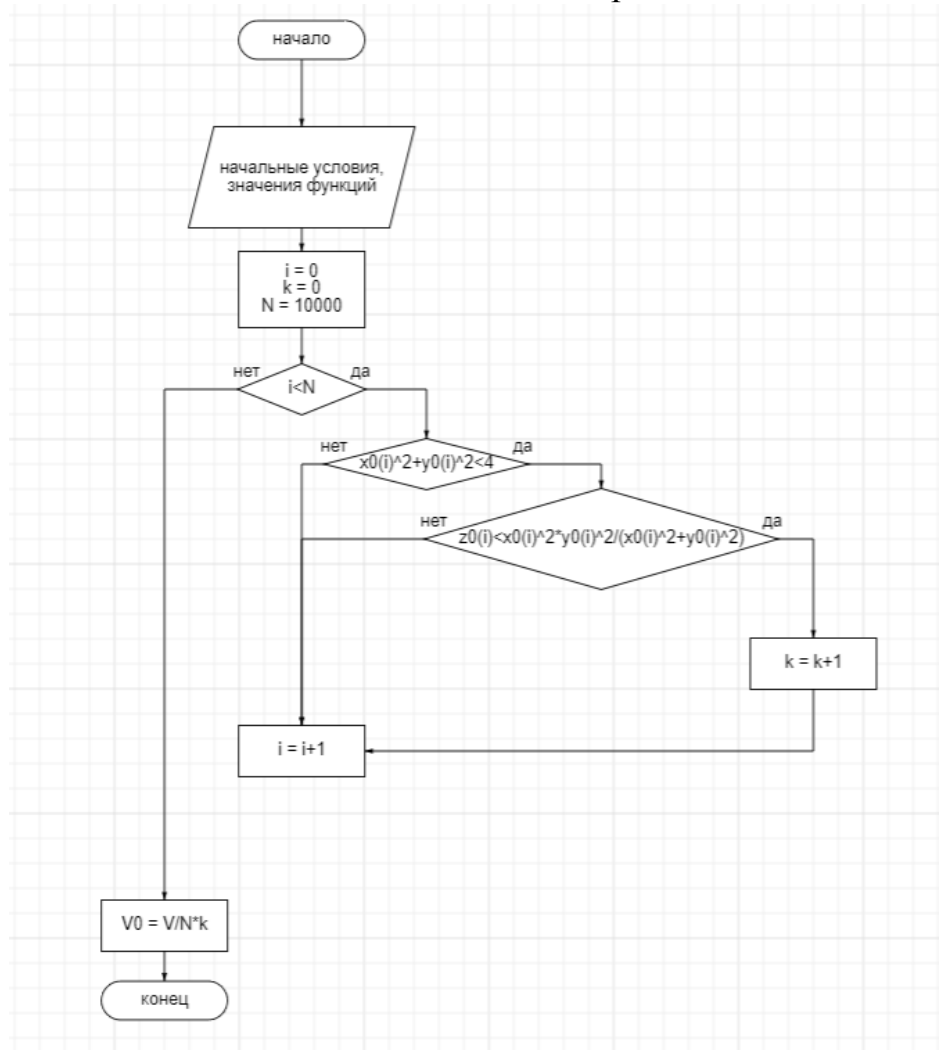 начало
начальные условия,
значения функций
i = 0
k = 0
N = 10000
нет
да
i<N
нет
да
x0(i)^2+y0(i)^2<4
нет
да
z0(i)<x0(i)^2*y0(i)^2/(x0(i)^2+y0(i)^2)
k = k+1
i = i+1
V0 = V/N*k
конец